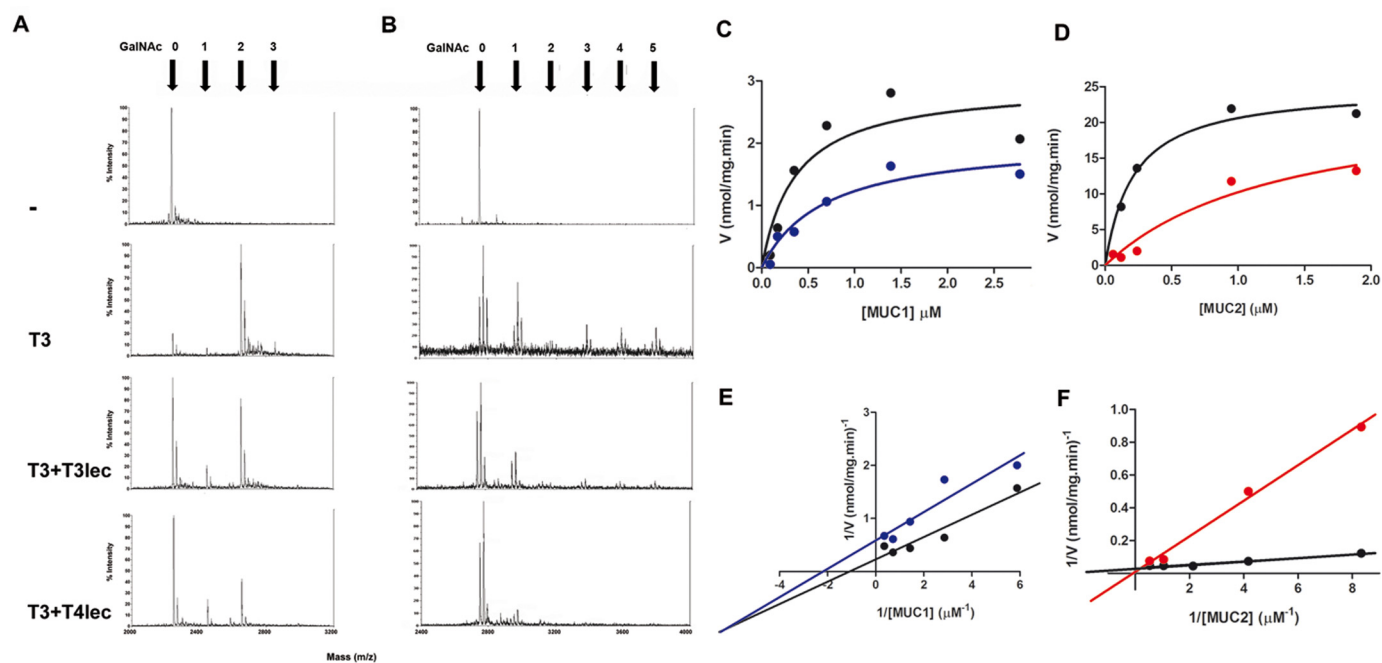 A
GalNAc 0 1 2 3
B
GalNAc 0 1 2 3 4 5
-
T3
T3+T3lec
T3+T4lec
% Intensity
% Intensity
% Intensity
% Intensity
2000 2400 2800 3200
2400 2800 3200 3600 4000
Mass (m/z)
C
V (nmol/mg.min)
3
2
1
0
0.0 0.5 1.0 1.5 2.0 2.5
[MUC1] μM
D
V (nmol/mg.min)
25
20
15
10
5
0
0.0 0.5 1.0 1.5 2.0
[MUC2] (μM)
E
1/V (nmol/mg.min)⁻¹
3
2
1
-4 -2 0 2 4 6
1/[MUC1] (μM⁻¹)
F
1/V (nmol/mg.min)⁻¹
1.0
0.8
0.6
0.4
0.2
0 2 4 6 8
1/[MUC2] (μM⁻¹)